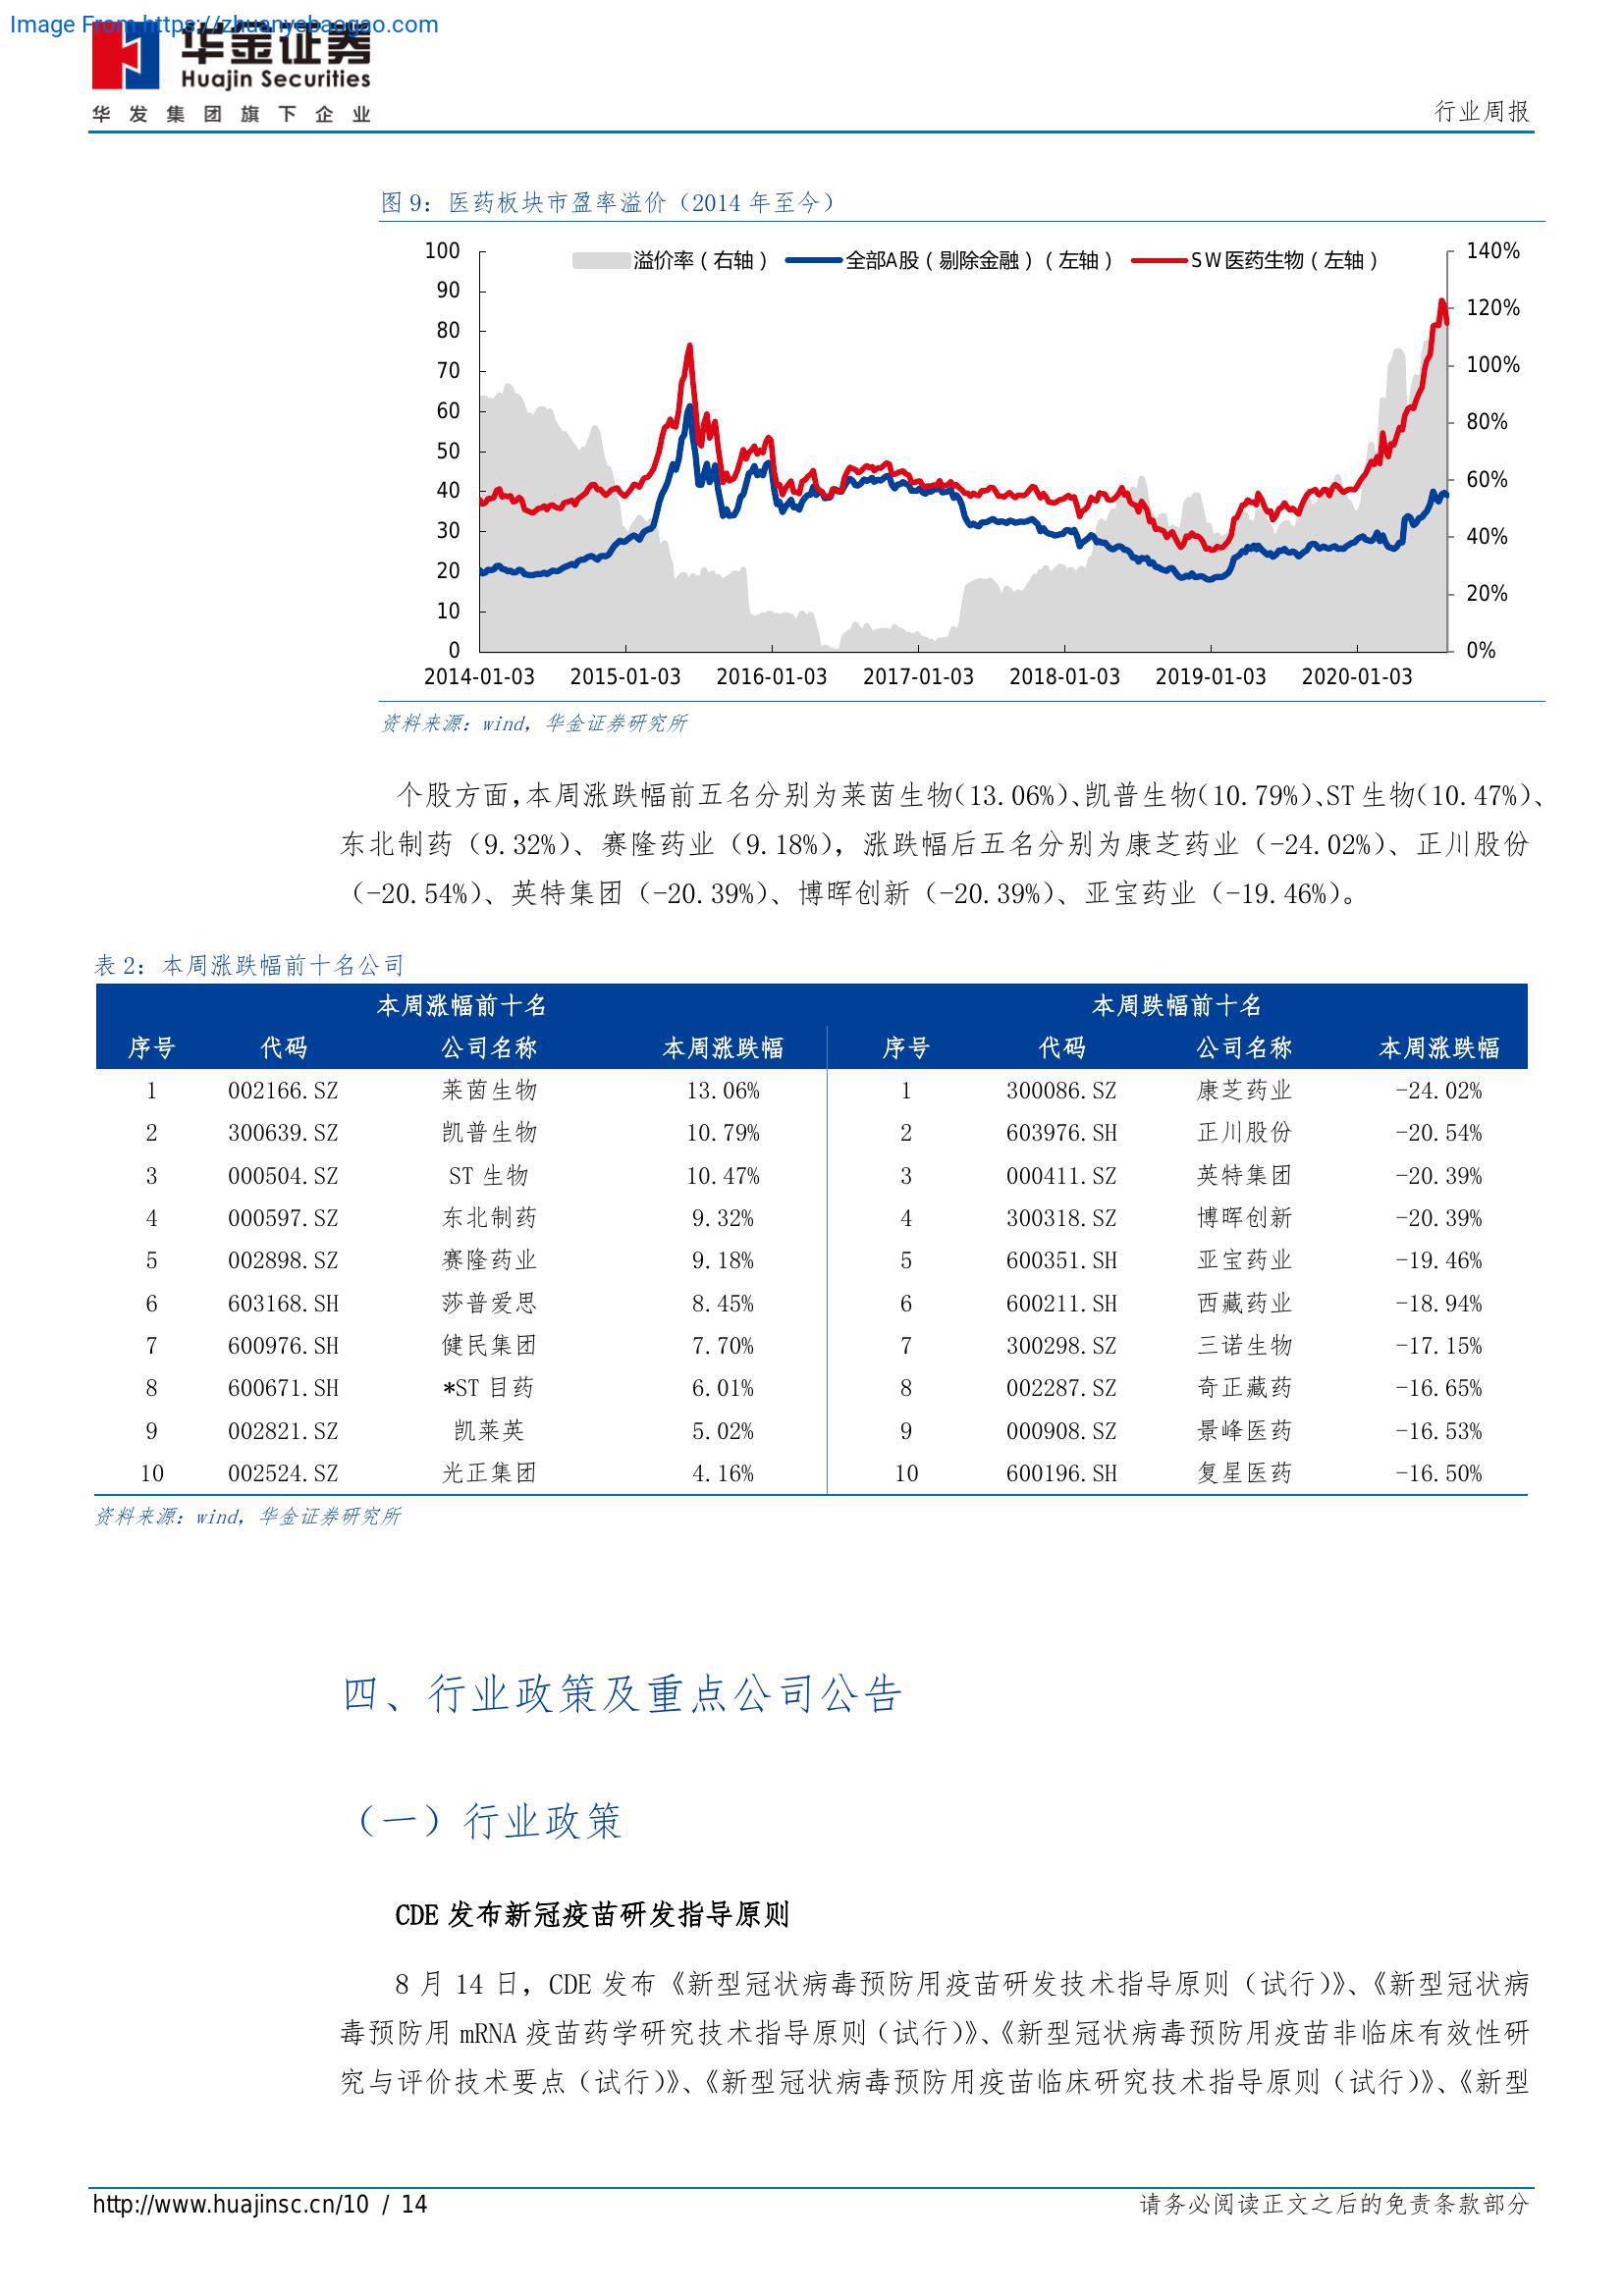 Image From https://zhuanyebaogao.com
华金证券
Huajin Securities
华发集团旗下企业
行业周报
图 9：医药板块市盈率溢价（2014 年至今）
溢价率（右轴） 全部A股（剔除金融）（左轴） SW医药生物（左轴）
100 140%
90
80 120%
70 100%
60
50 80%
40 60%
30 40%
20
10 20%
0 0%
2014-01-03 2015-01-03 2016-01-03 2017-01-03 2018-01-03 2019-01-03 2020-01-03
资料来源：wind，华金证券研究所
个股方面，本周涨跌幅前五名分别为莱茵生物(13.06%)、凯普生物(10.79%)、ST 生物(10.47%)、
东北制药（9.32%）、赛隆药业（9.18%），涨跌幅后五名分别为康芝药业（-24.02%）、正川股份
（-20.54%）、英特集团（-20.39%）、博晖创新（-20.39%）、亚宝药业（-19.46%）。
表 2：本周涨跌幅前十名公司
本周涨幅前十名 本周跌幅前十名
序号 代码 公司名称 本周涨跌幅 序号 代码 公司名称 本周涨跌幅
1 002166.SZ 莱茵生物 13.06% 1 300086.SZ 康芝药业 -24.02%
2 300639.SZ 凯普生物 10.79% 2 603976.SH 正川股份 -20.54%
3 000504.SZ ST 生物 10.47% 3 000411.SZ 英特集团 -20.39%
4 000597.SZ 东北制药 9.32% 4 300318.SZ 博晖创新 -20.39%
5 002898.SZ 赛隆药业 9.18% 5 600351.SH 亚宝药业 -19.46%
6 603168.SH 莎普爱思 8.45% 6 600211.SH 西藏药业 -18.94%
7 600976.SH 健民集团 7.70% 7 300298.SZ 三诺生物 -17.15%
8 600671.SH *ST 目药 6.01% 8 002287.SZ 奇正藏药 -16.65%
9 002821.SZ 凯莱英 5.02% 9 000908.SZ 景峰医药 -16.53%
10 002524.SZ 光正集团 4.16% 10 600196.SH 复星医药 -16.50%
资料来源：wind，华金证券研究所
四、行业政策及重点公司公告
（一）行业政策
CDE 发布新冠疫苗研发指导原则
8 月 14 日，CDE 发布《新型冠状病毒预防用疫苗研发技术指导原则（试行）》、《新型冠状病
毒预防用 mRNA 疫苗药学研究技术指导原则（试行）》、《新型冠状病毒预防用疫苗非临床有效性研
究与评价技术要点（试行）》、《新型冠状病毒预防用疫苗临床研究技术指导原则（试行）》、《新型
http://www.huajinsc.cn/10 / 14
请务必阅读正文之后的免责条款部分